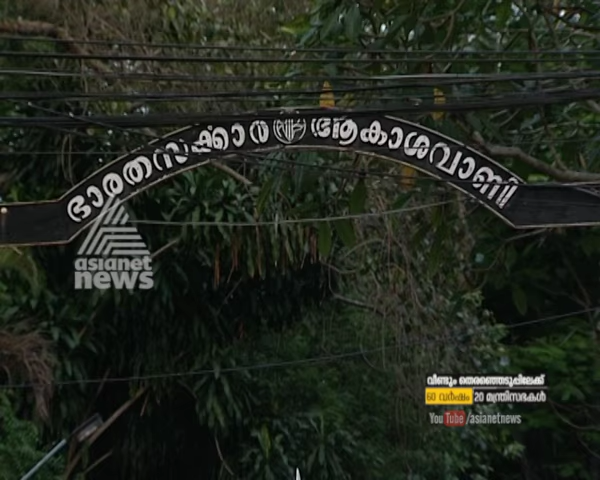 ഭാരതസർക്കാർ ആകാശവാണി
asianet
news
വീണ്ടും തെരഞ്ഞെടുപ്പിലേക്ക്
60 വർഷം 20 മന്ത്രിസഭകൾ
YouTube /asianetnews